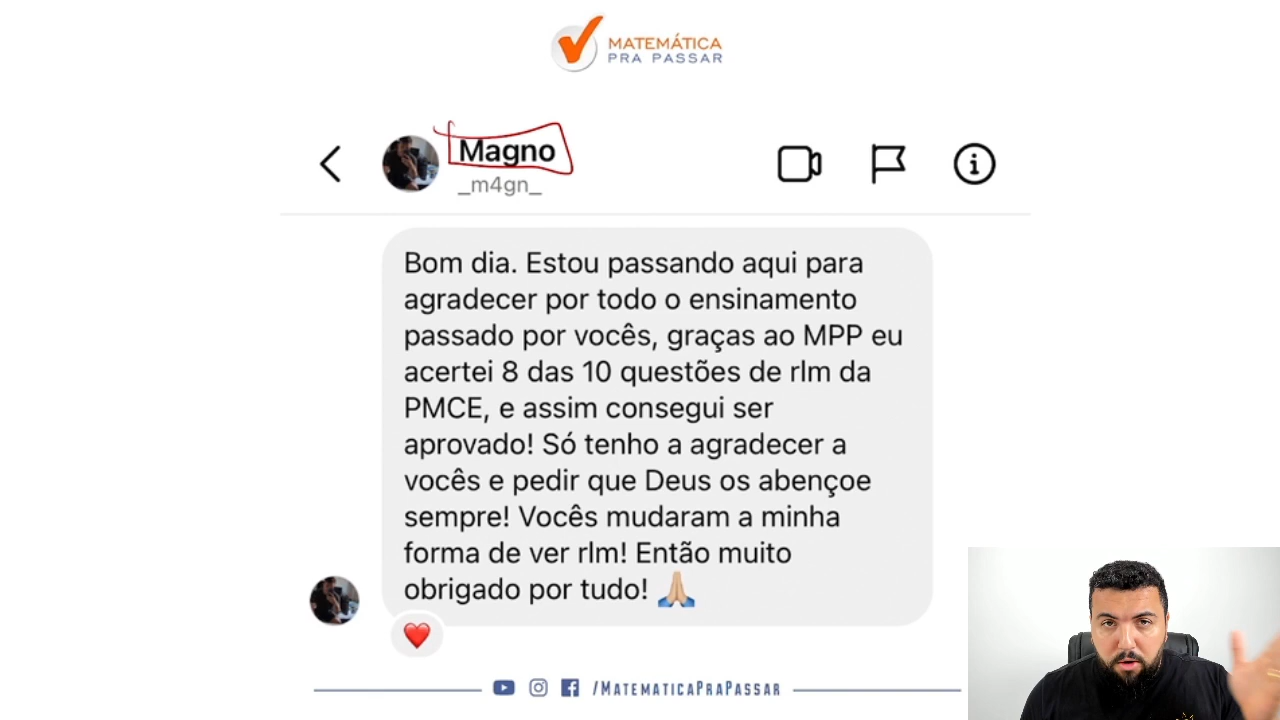 MATEMÁTICA
PRA PASSAR
Magno
_m4gn_
Bom dia. Estou passando aqui para
agradecer por todo o ensinamento
passado por vocês, graças ao MPP eu
acertei 8 das 10 questões de rlm da
PMCE, e assim consegui ser
aprovado! Só tenho a agradecer a
vocês e pedir que Deus os abençoe
sempre! Vocês mudaram a minha
forma de ver rlm! Então muito
obrigado por tudo! 🙏🏼
/MATEMATICAPRAPASSAR